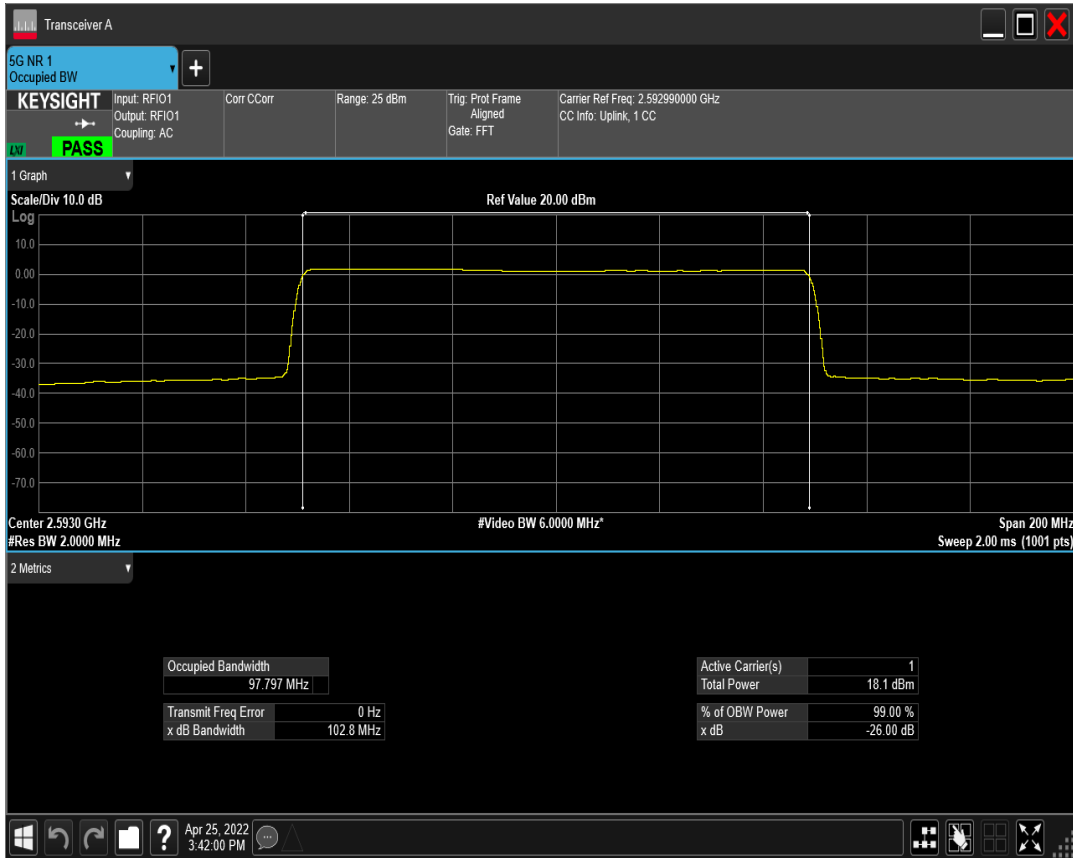 Transceiver A
5G NR 1
Occupied BW
KEYSIGHT
LXI
PASS
Input: RFIO1
Output: RFIO1
Coupling: AC
Corr CCorr
Range: 25 dBm
Trig: Prot Frame
Aligned
Gate: FFT
Carrier Ref Freq: 2.592990000 GHz
CC Info: Uplink, 1 CC
1 Graph
Scale/Div 10.0 dB
Ref Value 20.00 dBm
Log
10.0
0.00
-10.0
-20.0
-30.0
-40.0
-50.0
-60.0
-70.0
Center 2.5930 GHz
#Video BW 6.0000 MHz*
Span 200 MHz
#Res BW 2.0000 MHz
Sweep 2.00 ms (1001 pts)
2 Metrics
Occupied Bandwidth
97.797 MHz
Transmit Freq Error 0 Hz
x dB Bandwidth 102.8 MHz
Active Carrier(s) 1
Total Power 18.1 dBm
% of OBW Power 99.00 %
x dB -26.00 dB
?
Apr 25, 2022
3:42:00 PM